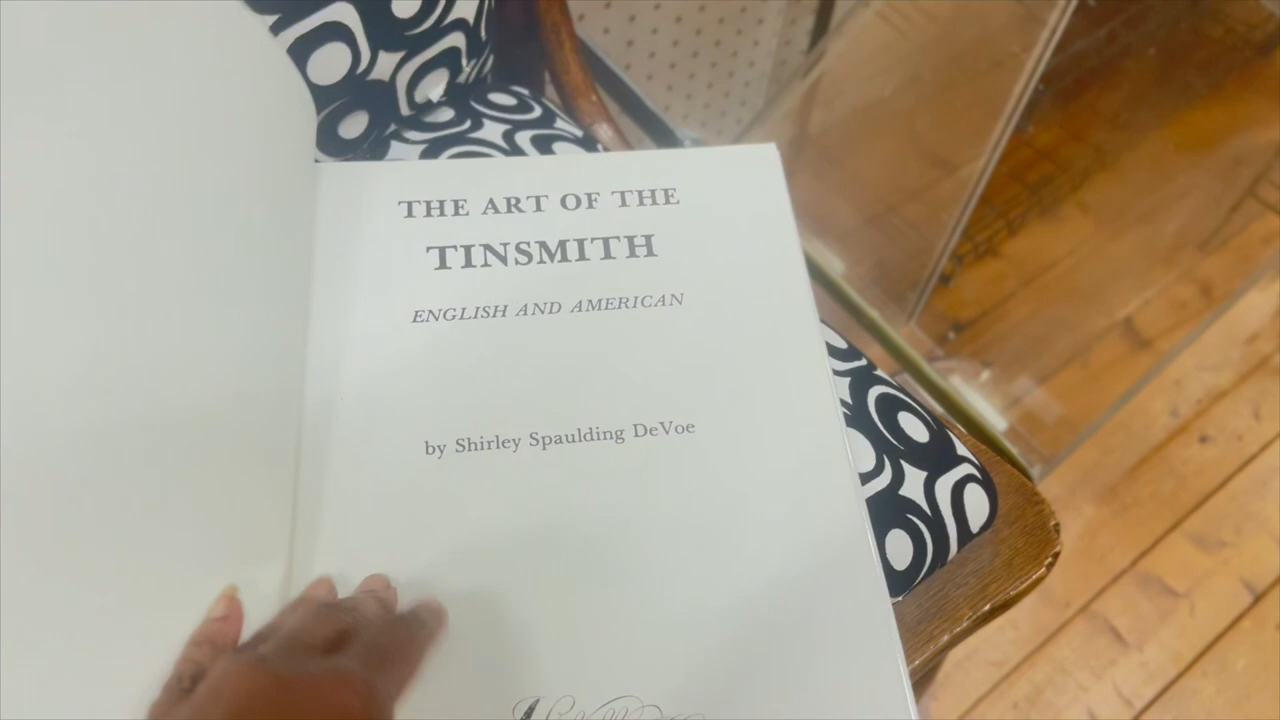 THE ART OF THE
TINSMITH
ENGLISH AND AMERICAN
by Shirley Spaulding DeVoe